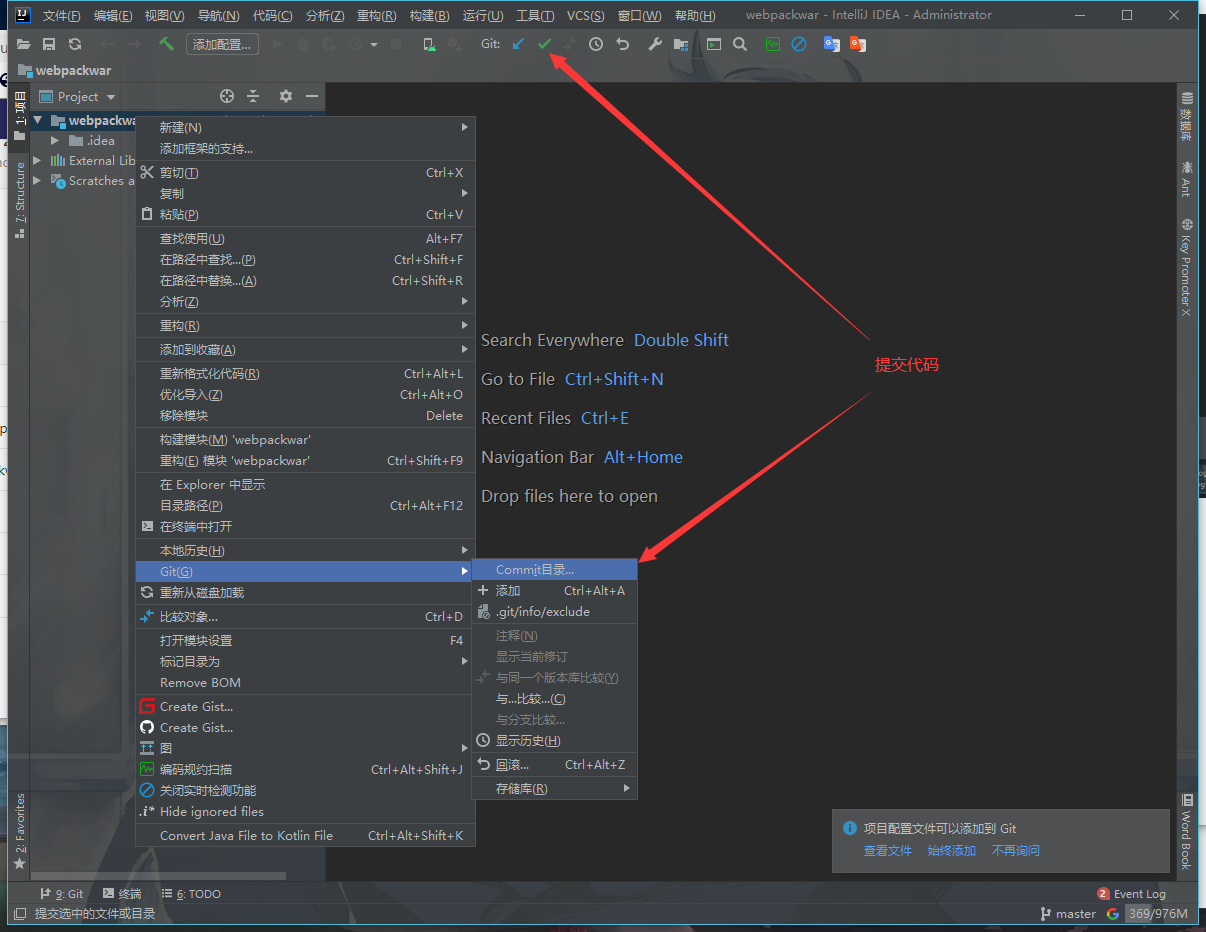 文件(F) 编辑(E) 视图(V) 导航(N) 代码(C) 分析(Z) 重构(R) 构建(B) 运行(U) 工具(T) VCS(S) 窗口(W) 帮助(H) webpackwar - IntelliJ IDEA - Administrator
添加配置... Git:
webpackwar
Project
1: 项目
webpackwa
.idea
External Lib
Scratches a
7: Structure
2: Favorites
新建(N)
添加框架的支持...
剪切(T) Ctrl+X
复制
粘贴(P) Ctrl+V
查找使用(U) Alt+F7
在路径中查找...(P) Ctrl+Shift+F
在路径中替换...(A) Ctrl+Shift+R
分析(Z)
重构(R)
添加到收藏(A)
重新格式化代码(R) Ctrl+Alt+L
优化导入(Z) Ctrl+Alt+O
移除模块 Delete
构建模块(M) 'webpackwar'
重构(E) 模块 'webpackwar' Ctrl+Shift+F9
在 Explorer 中显示
目录路径(P) Ctrl+Alt+F12
在终端中打开
本地历史(H)
Git(G)
重新从磁盘加载
比较对象... Ctrl+D
打开模块设置 F4
标记目录为
Remove BOM
Create Gist...
Create Gist...
图
编码规约扫描 Ctrl+Alt+Shift+J
关闭实时检测功能
Hide ignored files
Convert Java File to Kotlin File Ctrl+Alt+Shift+K
Commit目录...
添加 Ctrl+Alt+A
.git/info/exclude
注释(N)
显示当前修订
与同一个版本库比较(Y)
与...比较...(C)
与分支比较...
显示历史(H)
回滚... Ctrl+Alt+Z
存储库(R)
Search Everywhere Double Shift
Go to File Ctrl+Shift+N
Recent Files Ctrl+E
Navigation Bar Alt+Home
Drop files here to open
提交代码
数据库
Ant
Key Promoter X
Word Book
项目配置文件可以添加到 Git
查看文件 始终添加 不再询问
9: Git 终端 6: TODO 2 Event Log
提交选中的文件或目录 master 369/976M